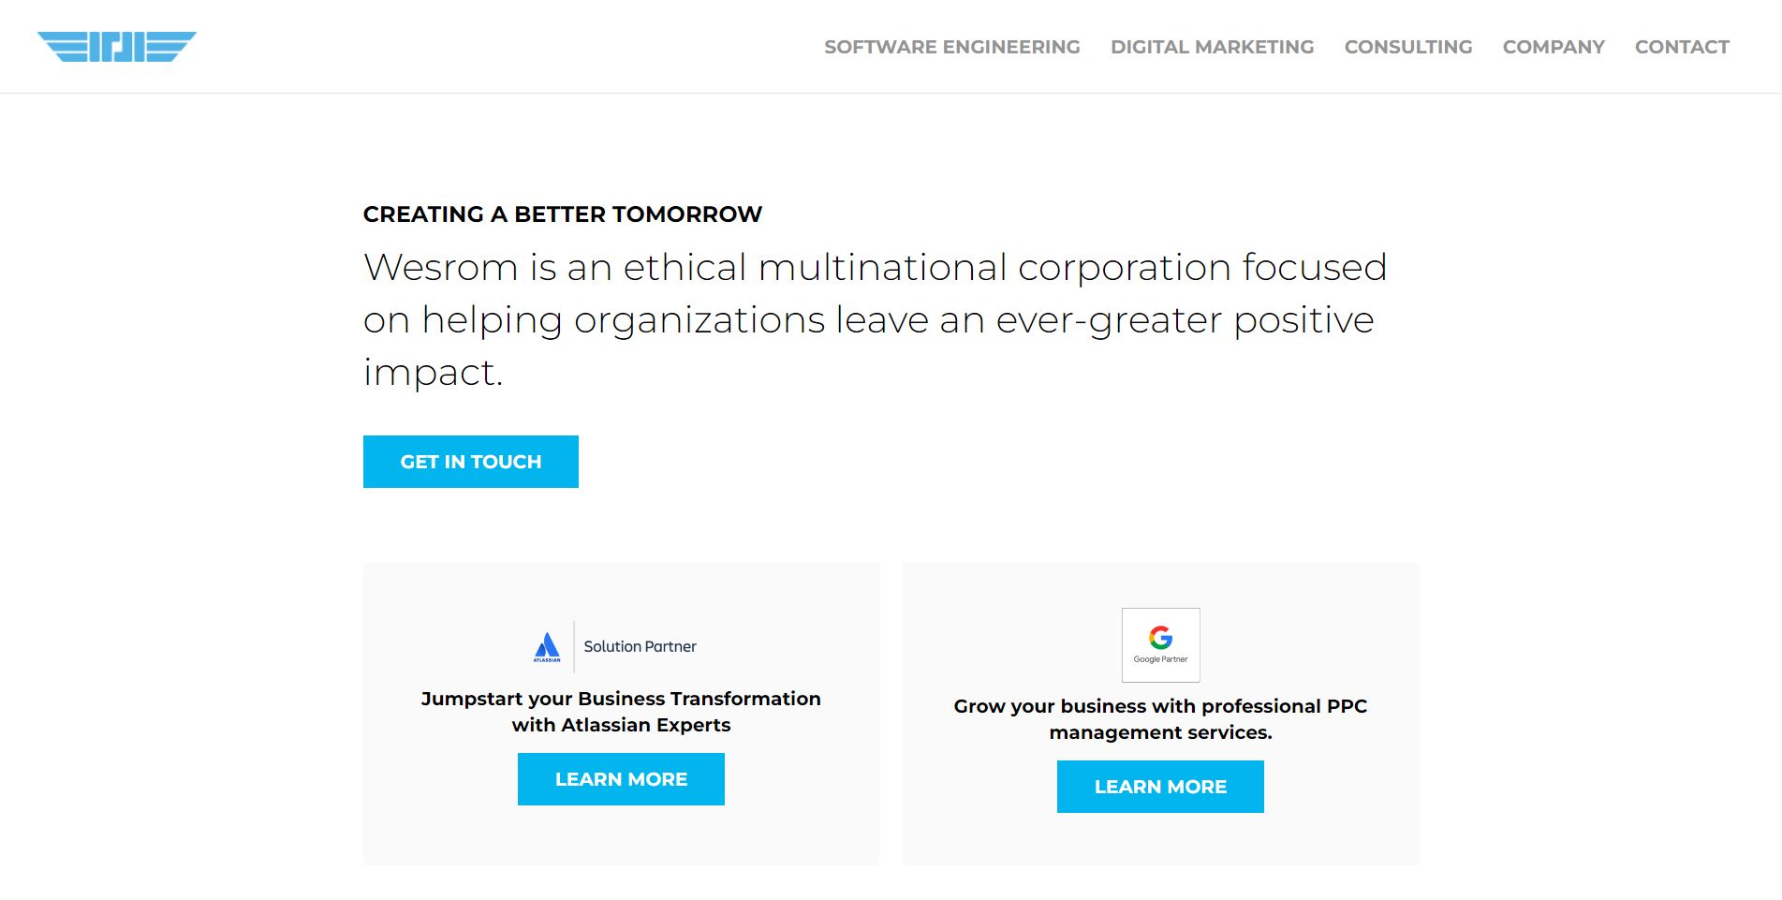 SOFTWARE ENGINEERING DIGITAL MARKETING CONSULTING COMPANY CONTACT
CREATING A BETTER TOMORROW
Wesrom is an ethical multinational corporation focused
on helping organizations leave an ever-greater positive
impact.
GET IN TOUCH
ATLASSIAN
Solution Partner
Jumpstart your Business Transformation
with Atlassian Experts
LEARN MORE
Google Partner
Grow your business with professional PPC
management services.
LEARN MORE